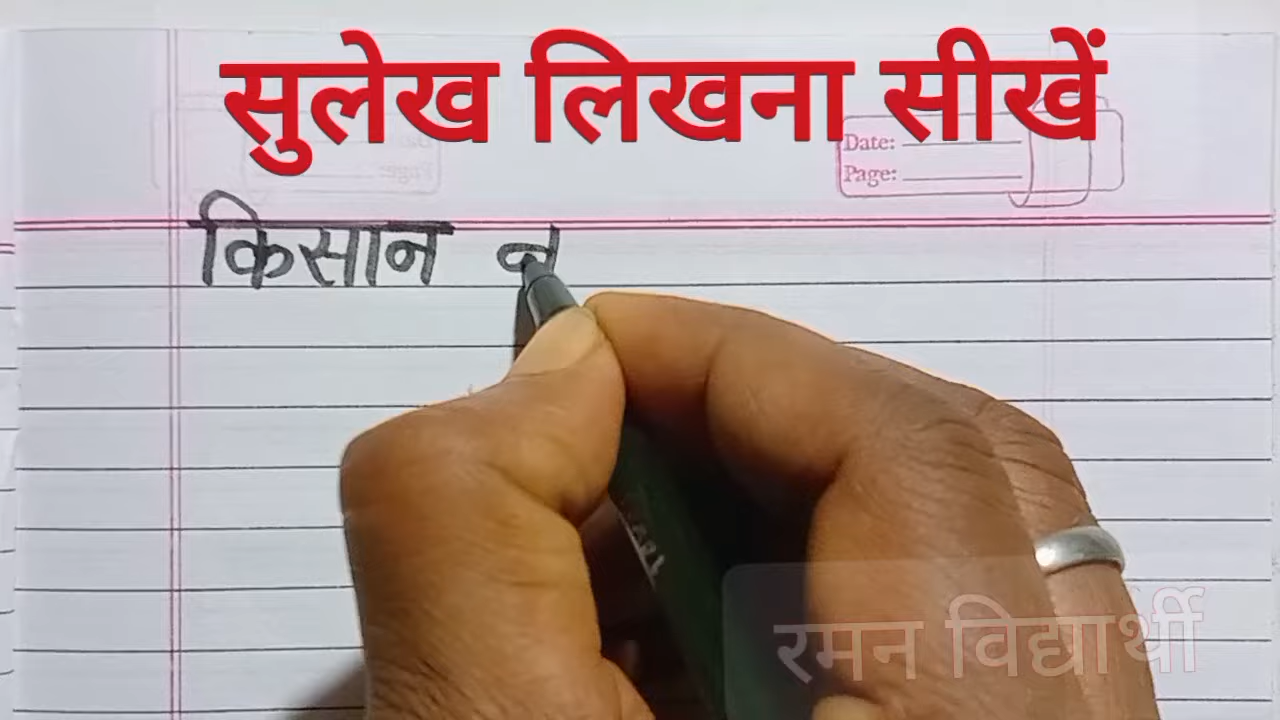 सुलेख लिखना सीखें
Date:
Page:
किसान
रमन विद्यार्थी